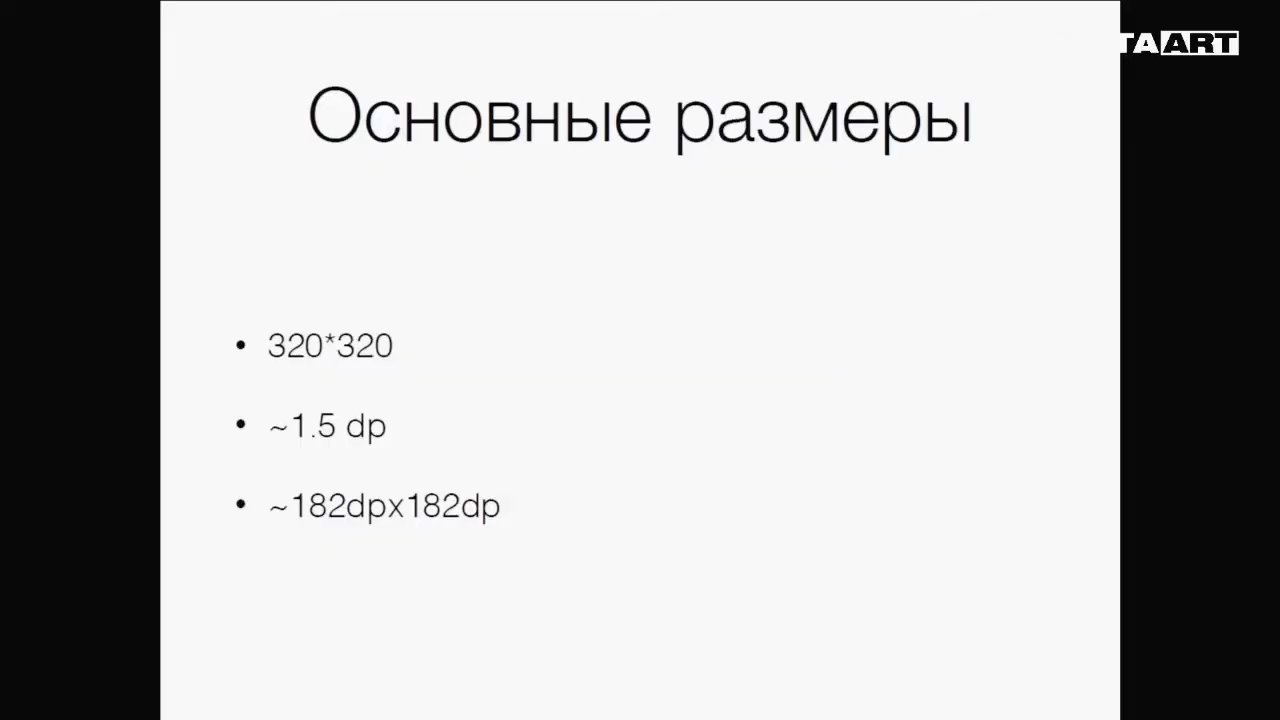 TAART
Основные размеры
• 320*320
• ~1.5 dp
• ~182dpx182dp